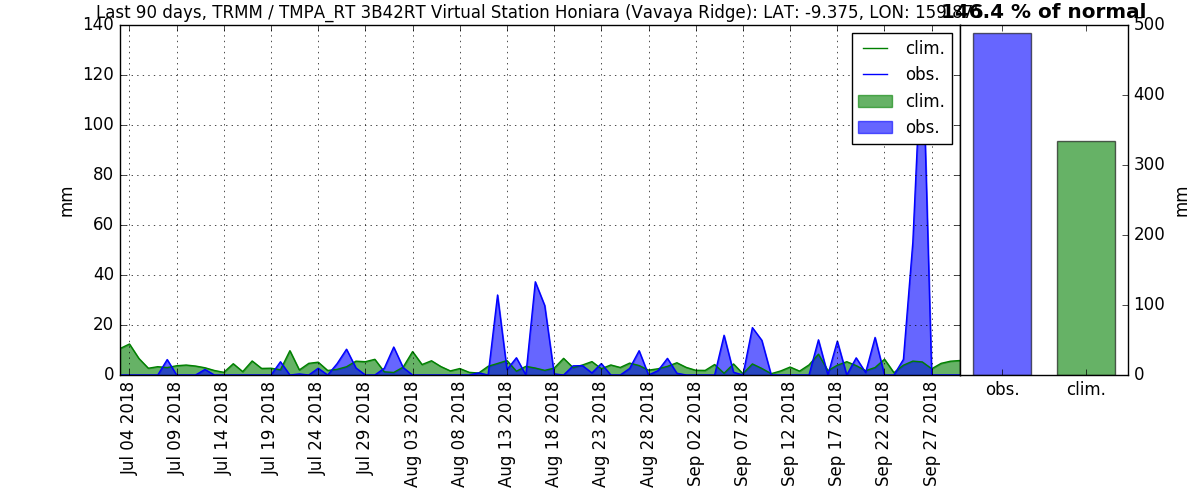 Last 90 days, TRMM / TMPA_RT 3B42RT Virtual Station Honiara (Vavaya Ridge): LAT: -9.375, LON:
146.4 % of normal
140
120
100
80
60
40
20
0
mm
clim.
obs.
clim.
obs.
500
400
300
200
100
0
mm
obs.
clim.
Jul 04 2018
Jul 09 2018
Jul 14 2018
Jul 19 2018
Jul 24 2018
Jul 29 2018
Aug 03 2018
Aug 08 2018
Aug 13 2018
Aug 18 2018
Aug 23 2018
Aug 28 2018
Sep 02 2018
Sep 07 2018
Sep 12 2018
Sep 17 2018
Sep 22 2018
Sep 27 2018